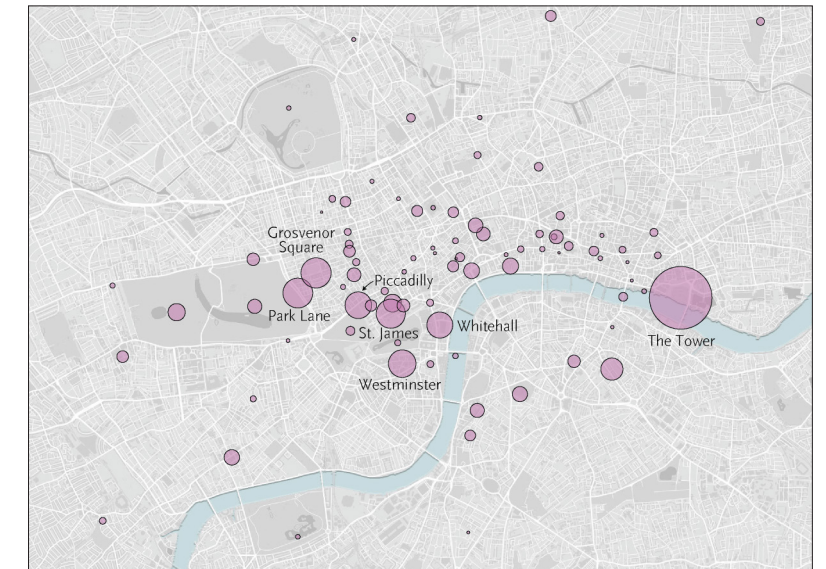 Grosvenor
Square
Piccadilly
Park Lane
St. James
Whitehall
The Tower
Westminster